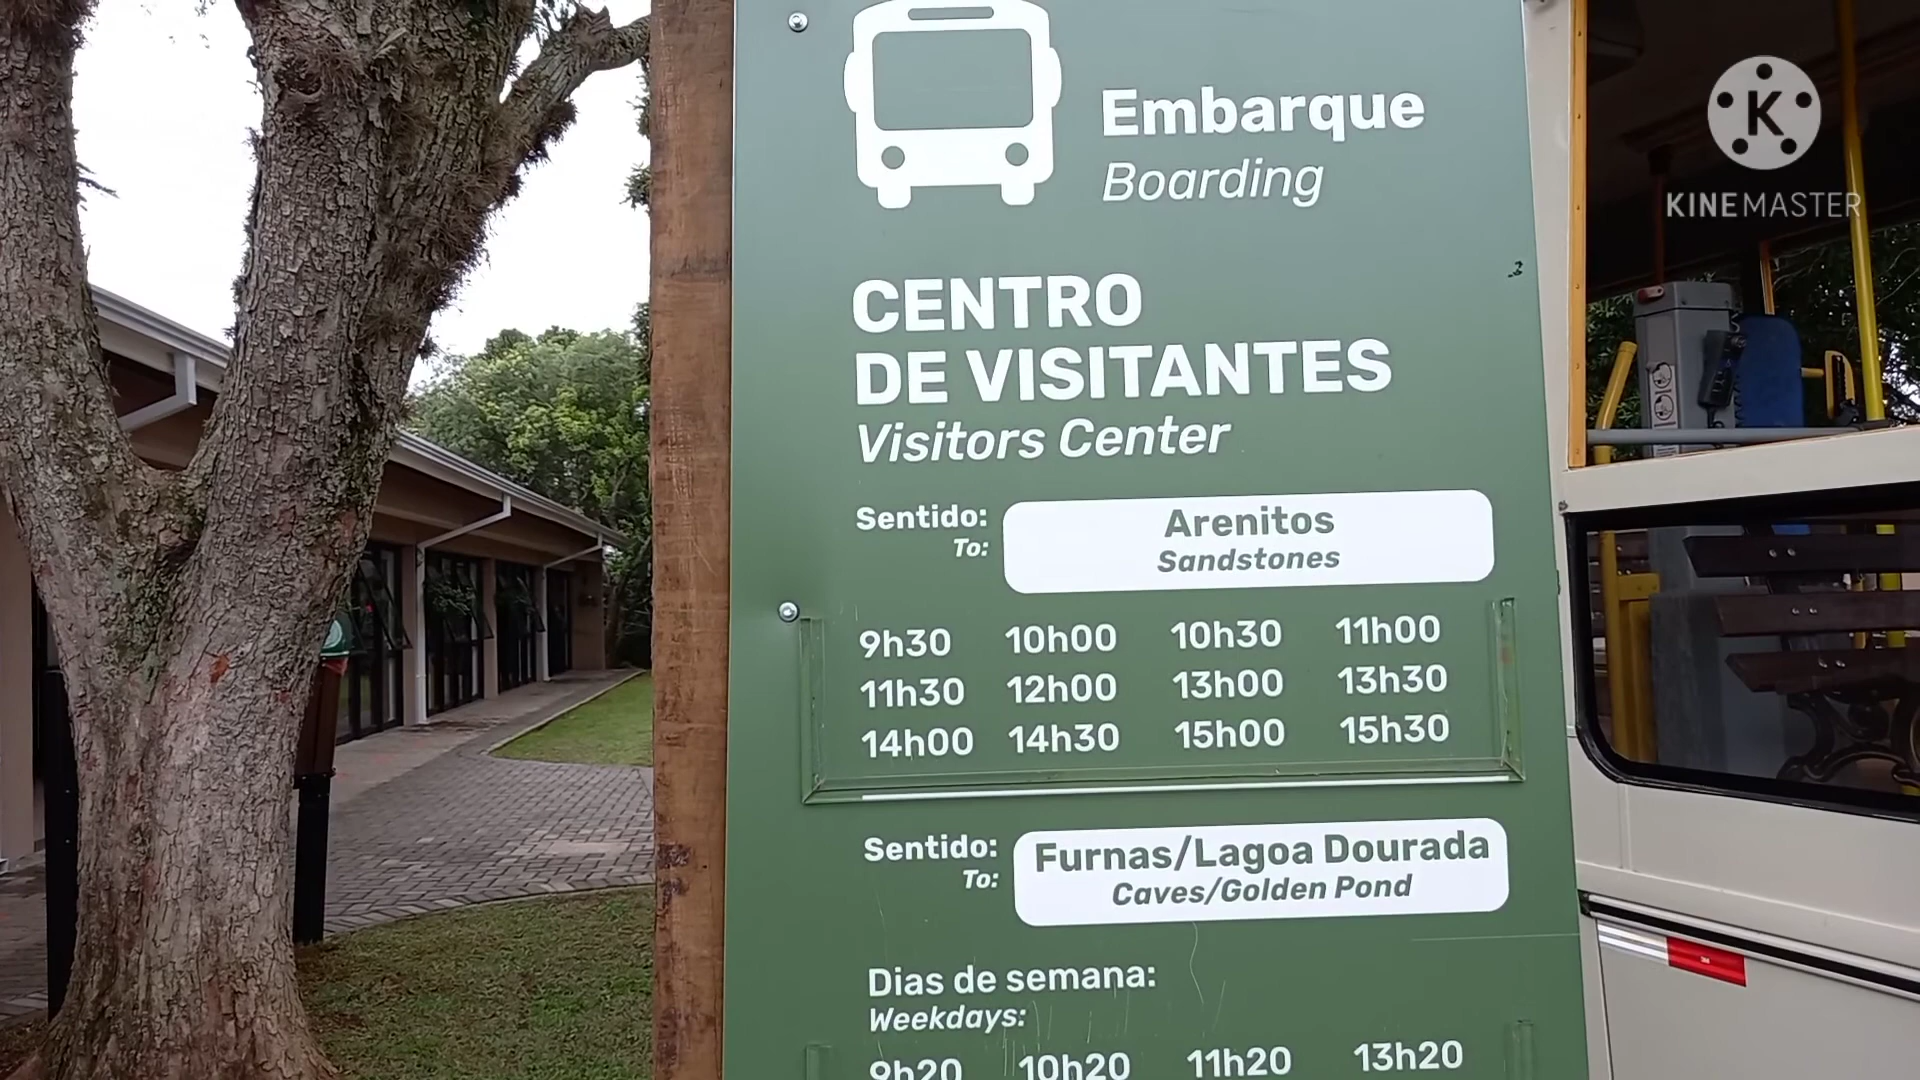 Embarque
Boarding
KINEMASTER
CENTRO
DE VISITANTES
Visitors Center
Sentido: Arenitos
To: Sandstones
9h30 10h00 10h30 11h00
11h30 12h00 13h00 13h30
14h00 14h30 15h00 15h30
Sentido: Furnas/Lagoa Dourada
To: Caves/Golden Pond
Dias de semana:
Weekdays:
9h20 10h20 11h20 13h20